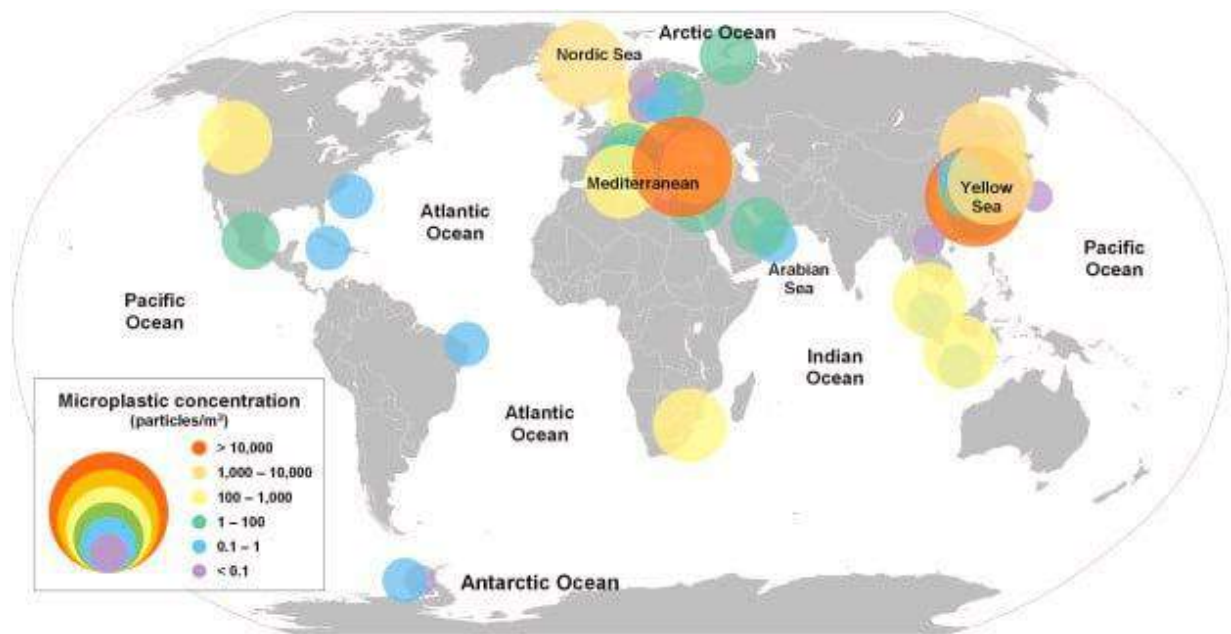 Arctic Ocean
Nordic Sea
Mediterranean
Yellow
Sea
Atlantic
Ocean
Arabian
Sea
Pacific
Ocean
Pacific
Ocean
Indian
Ocean
Atlantic
Ocean
Microplastic concentration
(particles/m³)
> 10,000
1,000 – 10,000
100 – 1,000
1 – 100
0.1 – 1
< 0.1
Antarctic Ocean